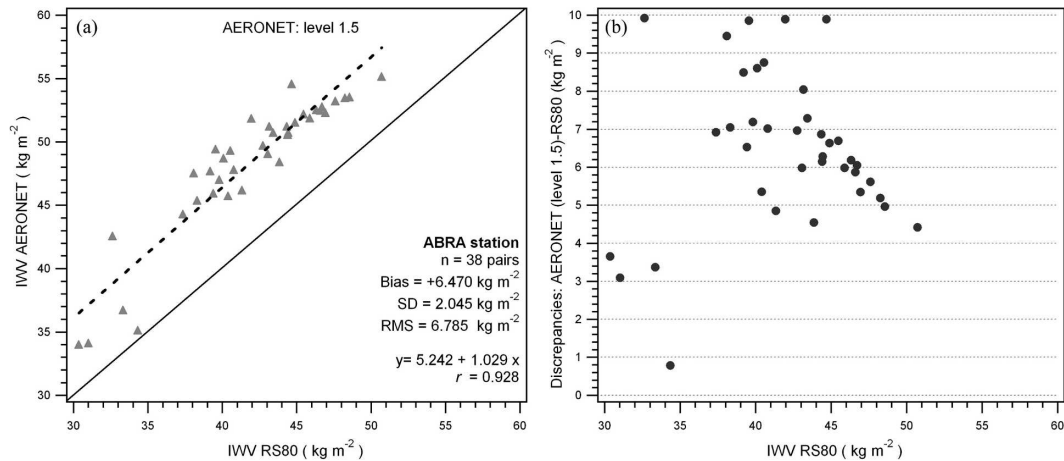 (a)
AERONET: level 1.5
IWV AERONET ( kg m-2 )
60
55
50
45
40
35
30
ABRA station
n = 38 pairs
Bias = +6.470 kg m-2
SD = 2.045 kg m-2
RMS = 6.785 kg m-2
y= 5.242 + 1.029 x
r = 0.928
30 35 40 45 50 55 60
IWV RS80 ( kg m-2 )
(b)
Discrepancies: AERONET (level 1.5)-RS80 (kg m-2)
10
9
8
7
6
5
4
3
2
1
0
30 35 40 45 50 55 60
IWV RS80 ( kg m-2 )